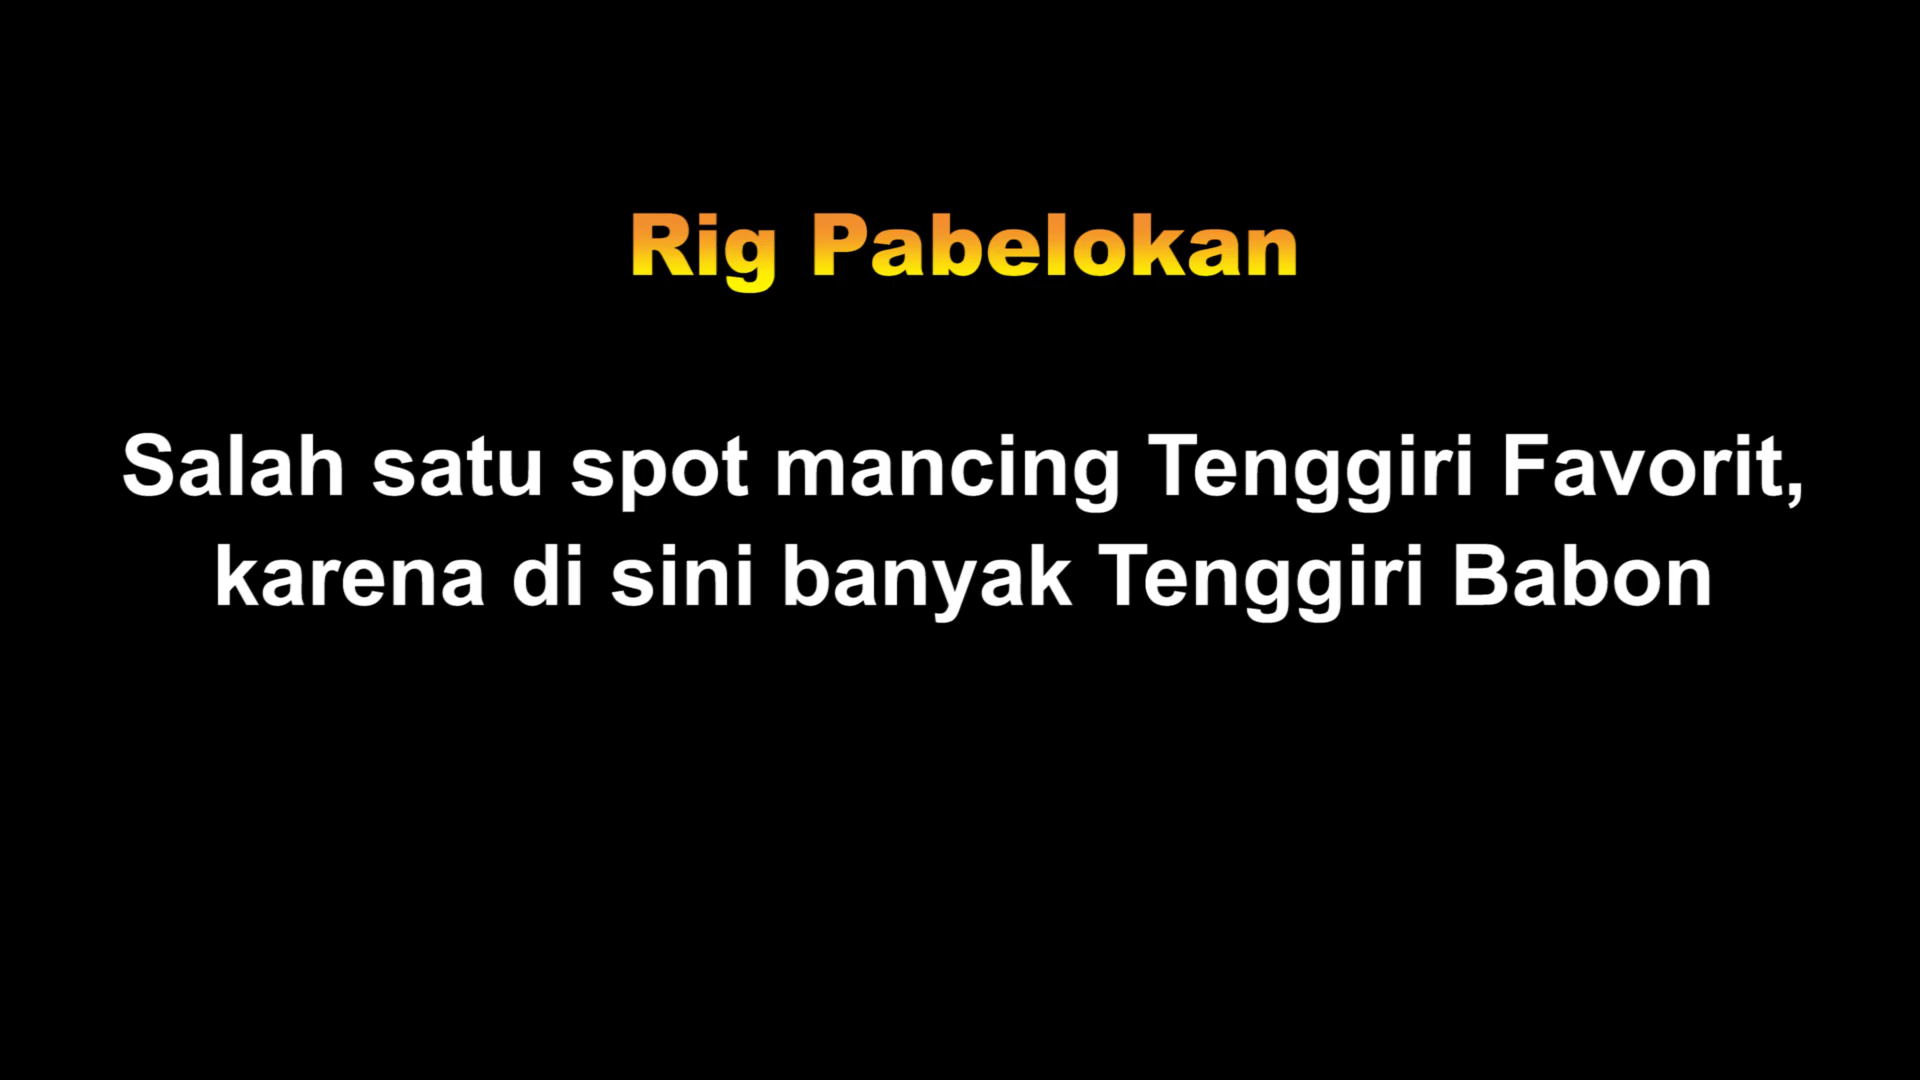 Rig Pabelokan
Salah satu spot mancing Tenggiri Favorit,
karena di sini banyak Tenggiri Babon